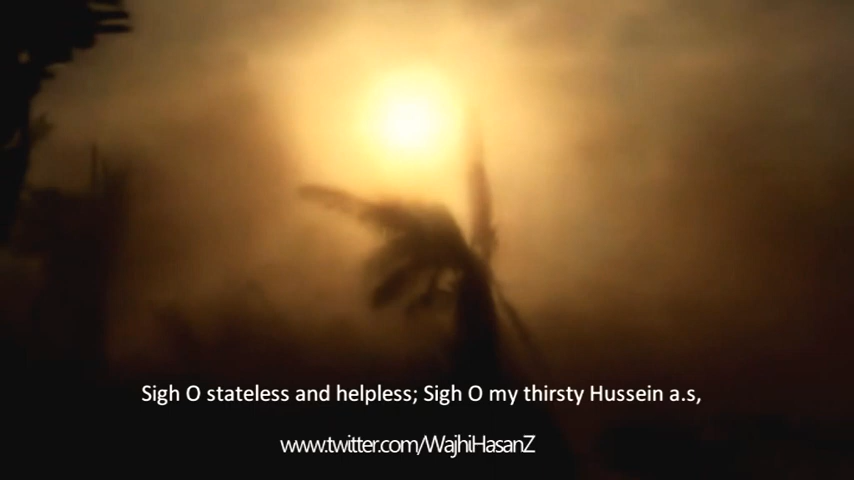 Sigh O stateless and helpless; Sigh O my thirsty Hussein a.s,
www.twitter.com/WajhiHasanZ